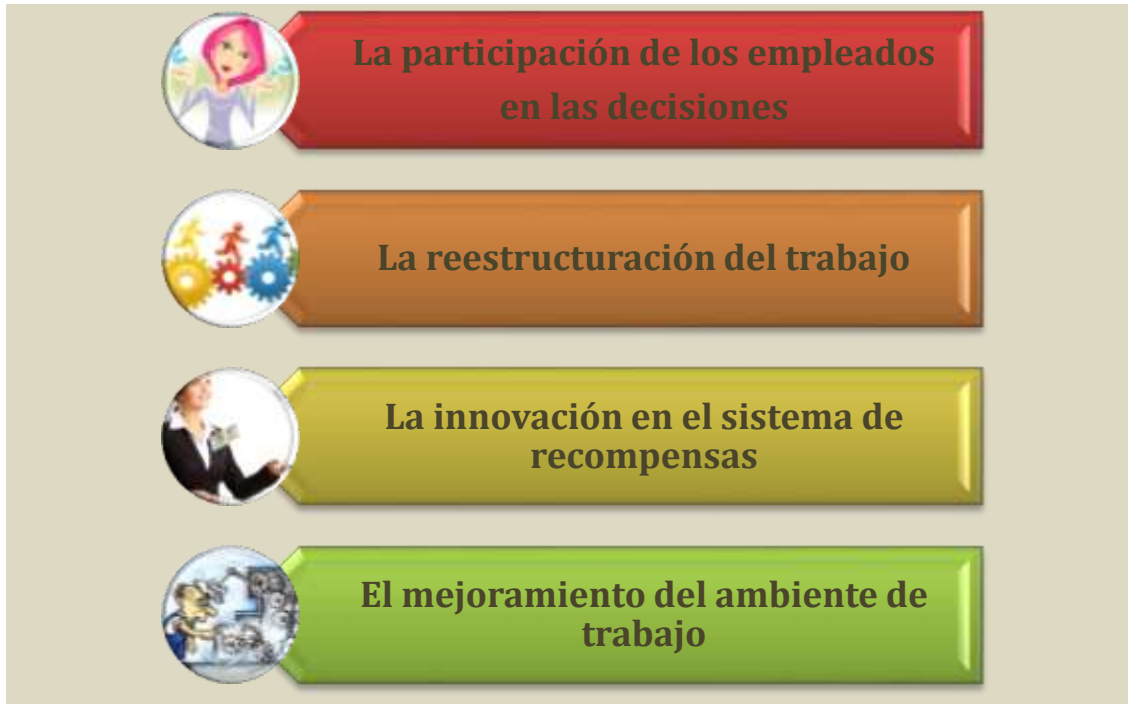 La participación de los empleados
en las decisiones
La reestructuración del trabajo
La innovación en el sistema de
recompensas
El mejoramiento del ambiente de
trabajo